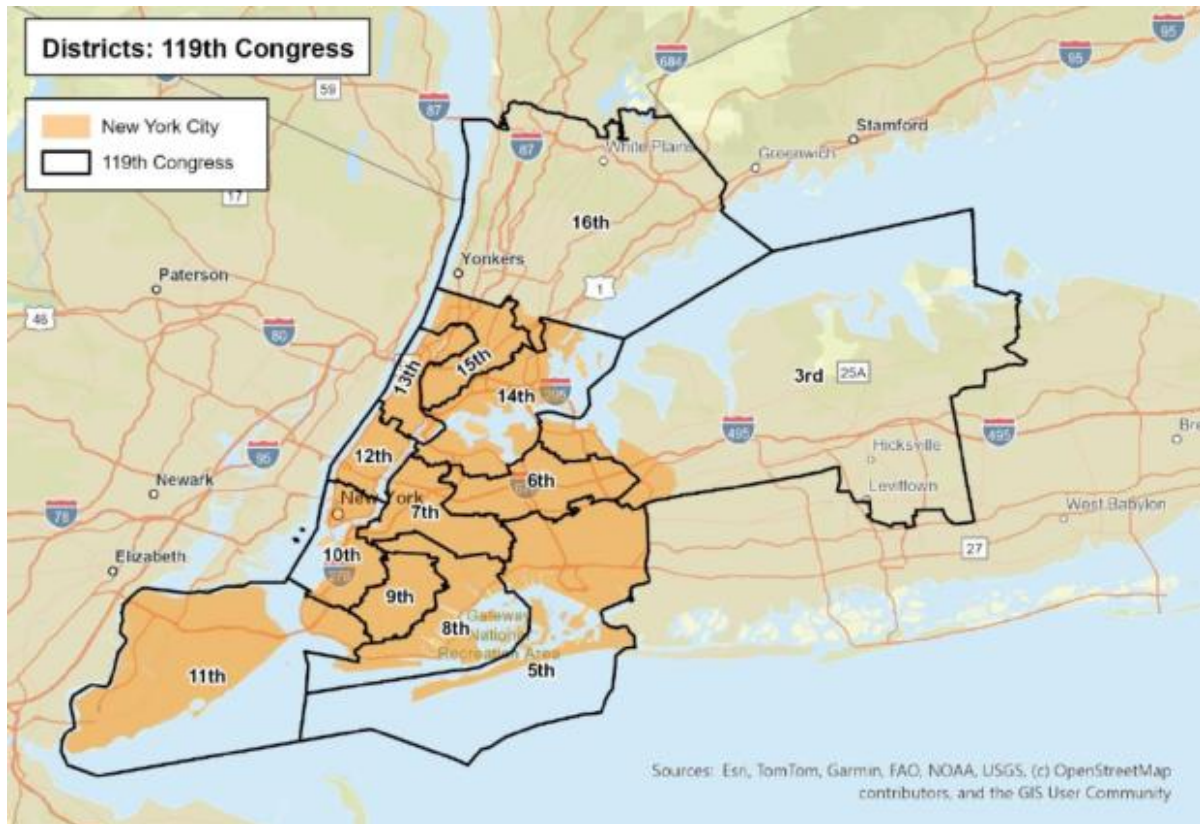 Districts: 119th Congress
New York City
119th Congress
59
87
684
95
95
87
White Plains
Stamford
Greenwich
17
16th
Yonkers
Paterson
1
46
80
13th
15th
14th
3rd
25A
12th
95
495
495
Hicksville
6th
Newark
New York
7th
Levittown
West Babylon
78
10th
27
Elizabeth
278
9th
8th
Gateway
National
Recreation Area
5th
11th
Sources: Esri, TomTom, Garmin, FAO, NOAA, USGS, (c) OpenStreetMap
contributors, and the GIS User Community